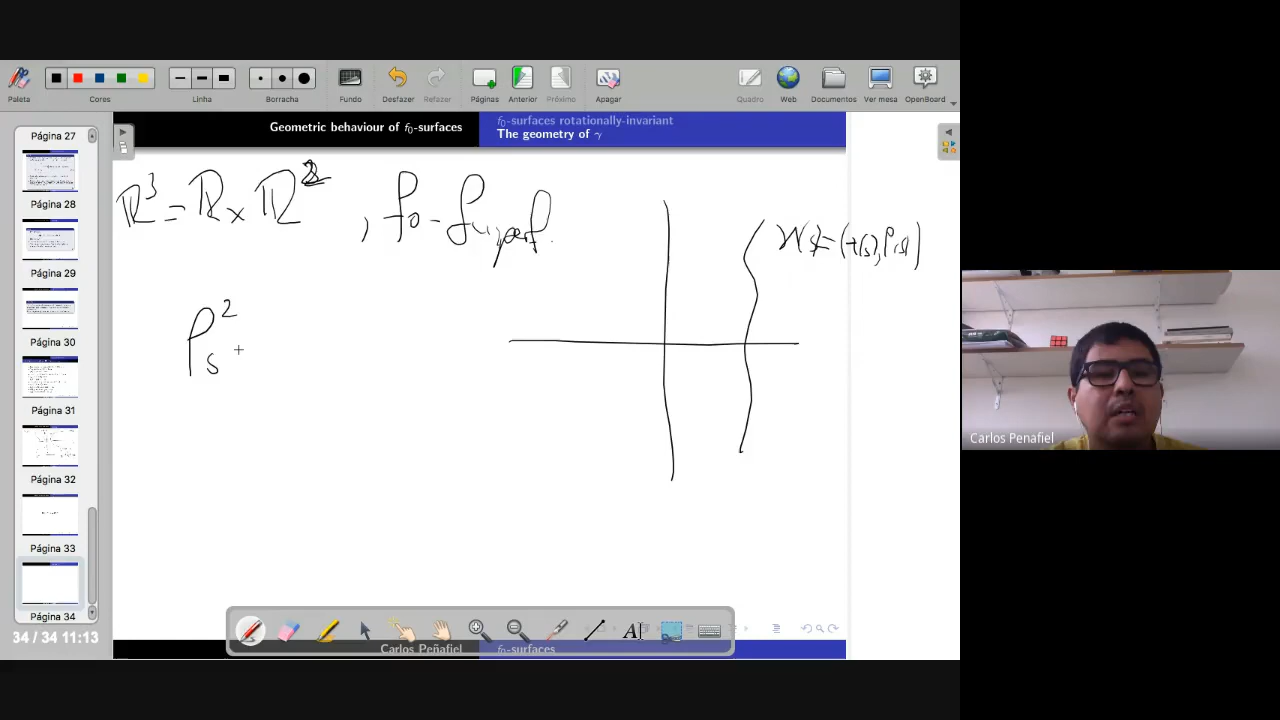 Paleta
Cores
Linha
Borracha
Fundo
Desfazer
Refazer
Páginas
Anterior
Próximo
Apagar
Quadro
Web
Documentos
Ver mesa
OpenBoard
Página 27
Página 28
Página 29
Página 30
Página 31
Página 32
Página 33
Página 34
34 / 34 11:13
Geometric behaviour of f₀-surfaces
f₀-surfaces rotationally-invariant
The geometry of γ
ℝ³ = ℝ × ℝ² , f₀ -
ρ_s² +
(s) = (t(s), ρ(s))
Carlos Peñafiel
f₀-surfaces
Carlos Penafiel